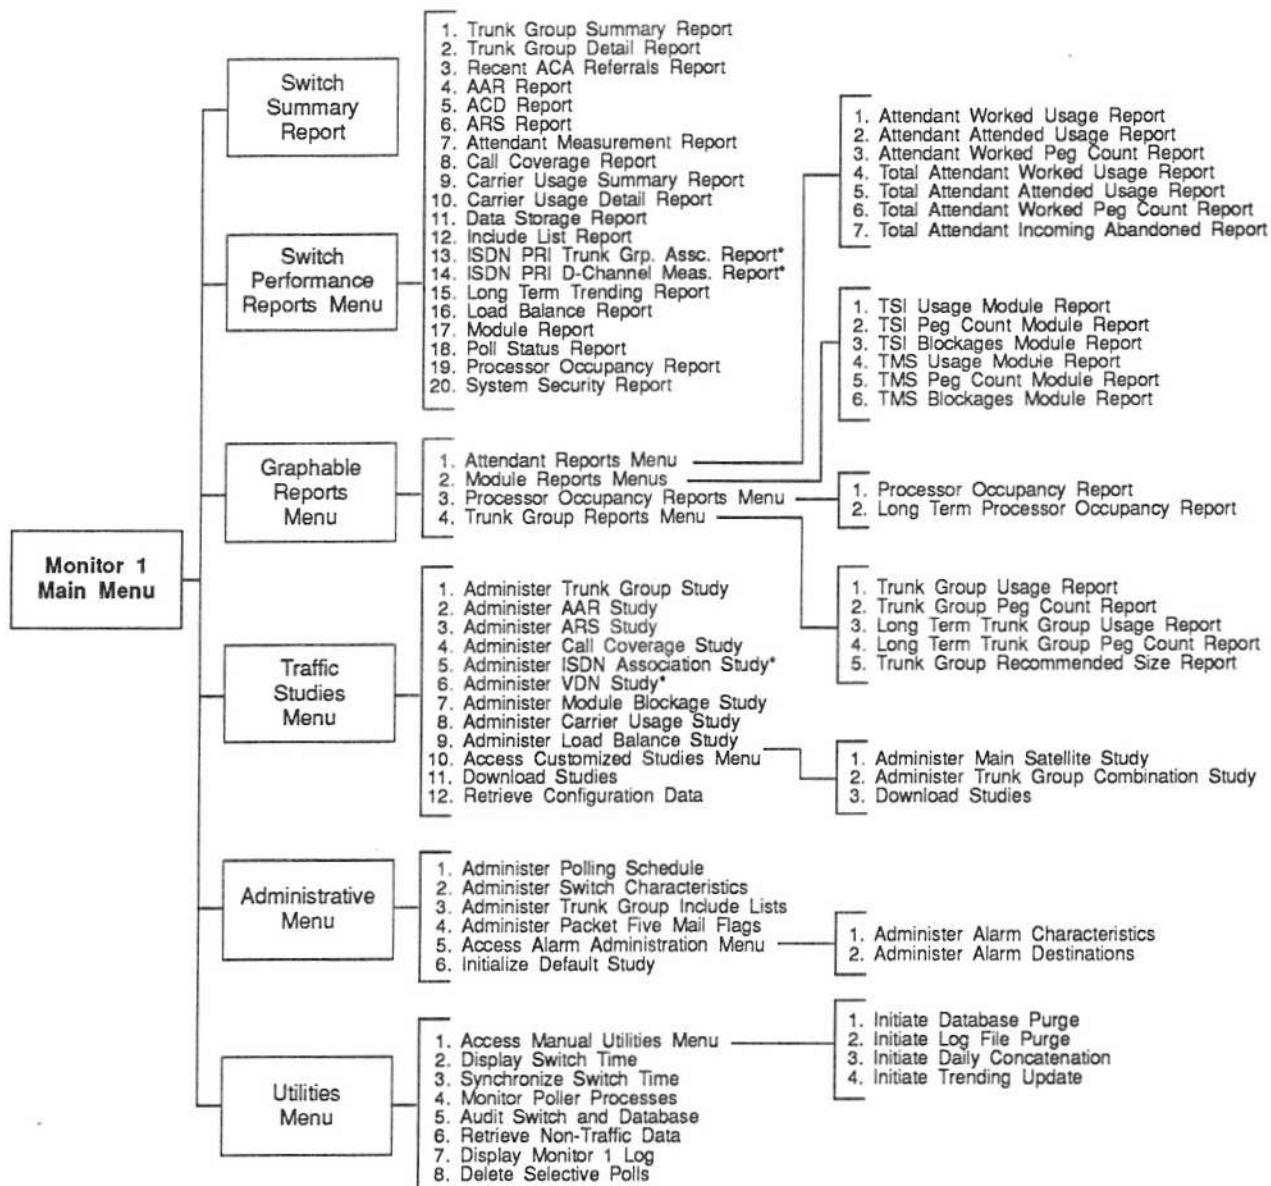 Monitor 1
Main Menu
Switch
Summary
Report
Switch
Performance
Reports Menu
1. Trunk Group Summary Report
2. Trunk Group Detail Report
3. Recent ACA Referrals Report
4. AAR Report
5. ACD Report
6. ARS Report
7. Attendant Measurement Report
8. Call Coverage Report
9. Carrier Usage Summary Report
10. Carrier Usage Detail Report
11. Data Storage Report
12. Include List Report
13. ISDN PRI Trunk Grp. Assc. Report*
14. ISDN PRI D-Channel Meas. Report*
15. Long Term Trending Report
16. Load Balance Report
17. Module Report
18. Poll Status Report
19. Processor Occupancy Report
20. System Security Report
Graphable
Reports
Menu
1. Attendant Reports Menu
2. Module Reports Menus
3. Processor Occupancy Reports Menu
4. Trunk Group Reports Menu
1. Attendant Worked Usage Report
2. Attendant Attended Usage Report
3. Attendant Worked Peg Count Report
4. Total Attendant Worked Usage Report
5. Total Attendant Attended Usage Report
6. Total Attendant Worked Peg Count Report
7. Total Attendant Incoming Abandoned Report
1. TSI Usage Module Report
2. TSI Peg Count Module Report
3. TSI Blockages Module Report
4. TMS Usage Module Report
5. TMS Peg Count Module Report
6. TMS Blockages Module Report
1. Processor Occupancy Report
2. Long Term Processor Occupancy Report
1. Trunk Group Usage Report
2. Trunk Group Peg Count Report
3. Long Term Trunk Group Usage Report
4. Long Term Trunk Group Peg Count Report
5. Trunk Group Recommended Size Report
Traffic
Studies
Menu
1. Administer Trunk Group Study
2. Administer AAR Study
3. Administer ARS Study
4. Administer Call Coverage Study
5. Administer ISDN Association Study*
6. Administer VDN Study*
7. Administer Module Blockage Study
8. Administer Carrier Usage Study
9. Administer Load Balance Study
10. Access Customized Studies Menu
11. Download Studies
12. Retrieve Configuration Data
1. Administer Main Satellite Study
2. Administer Trunk Group Combination Study
3. Download Studies
Administrative
Menu
1. Administer Polling Schedule
2. Administer Switch Characteristics
3. Administer Trunk Group Include Lists
4. Administer Packet Five Mail Flags
5. Access Alarm Administration Menu
6. Initialize Default Study
1. Administer Alarm Characteristics
2. Administer Alarm Destinations
Utilities
Menu
1. Access Manual Utilities Menu
2. Display Switch Time
3. Synchronize Switch Time
4. Monitor Poller Processes
5. Audit Switch and Database
6. Retrieve Non-Traffic Data
7. Display Monitor 1 Log
8. Delete Selective Polls
1. Initiate Database Purge
2. Initiate Log File Purge
3. Initiate Daily Concatenation
4. Initiate Trending Update